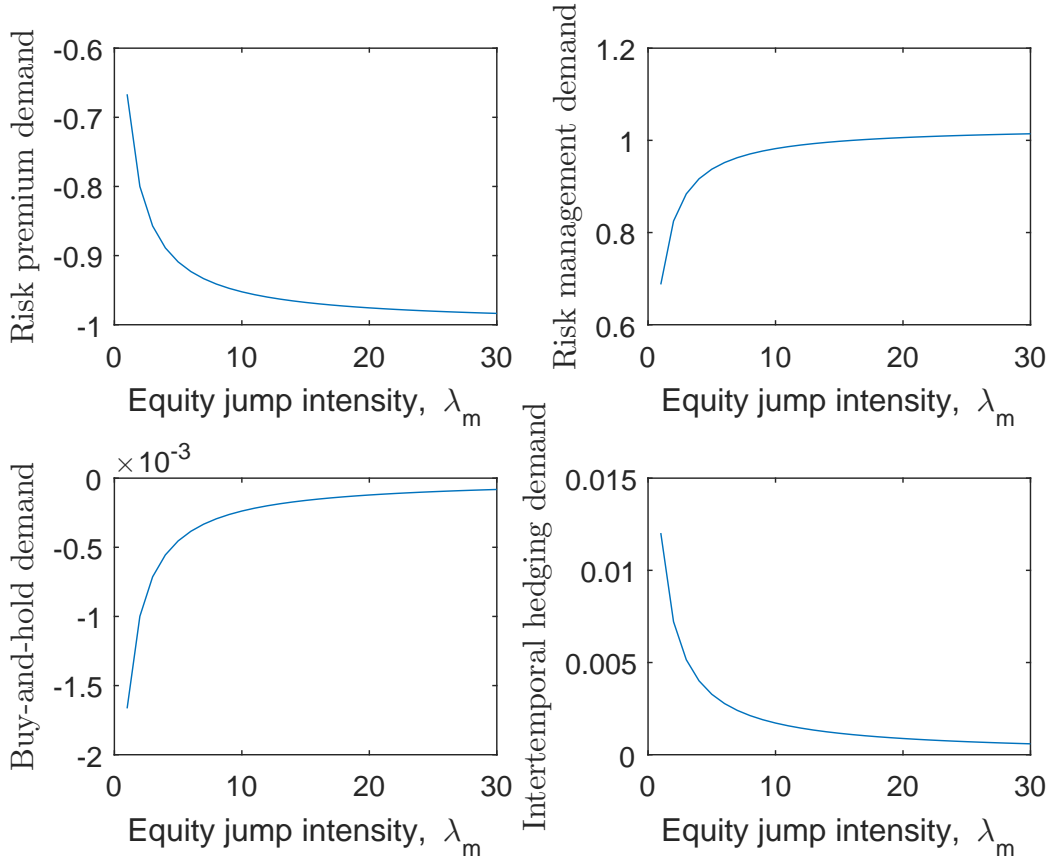 Risk premium demand
-0.6
-0.7
-0.8
-0.9
-1
0 10 20 30
Equity jump intensity, λm
Risk management demand
1.2
1
0.8
0.6
0 10 20 30
Equity jump intensity, λm
Buy-and-hold demand
×10-3
0
-0.5
-1
-1.5
-2
0 10 20 30
Equity jump intensity, λm
Intertemporal hedging demand
0.015
0.01
0.005
0
0 10 20 30
Equity jump intensity, λm